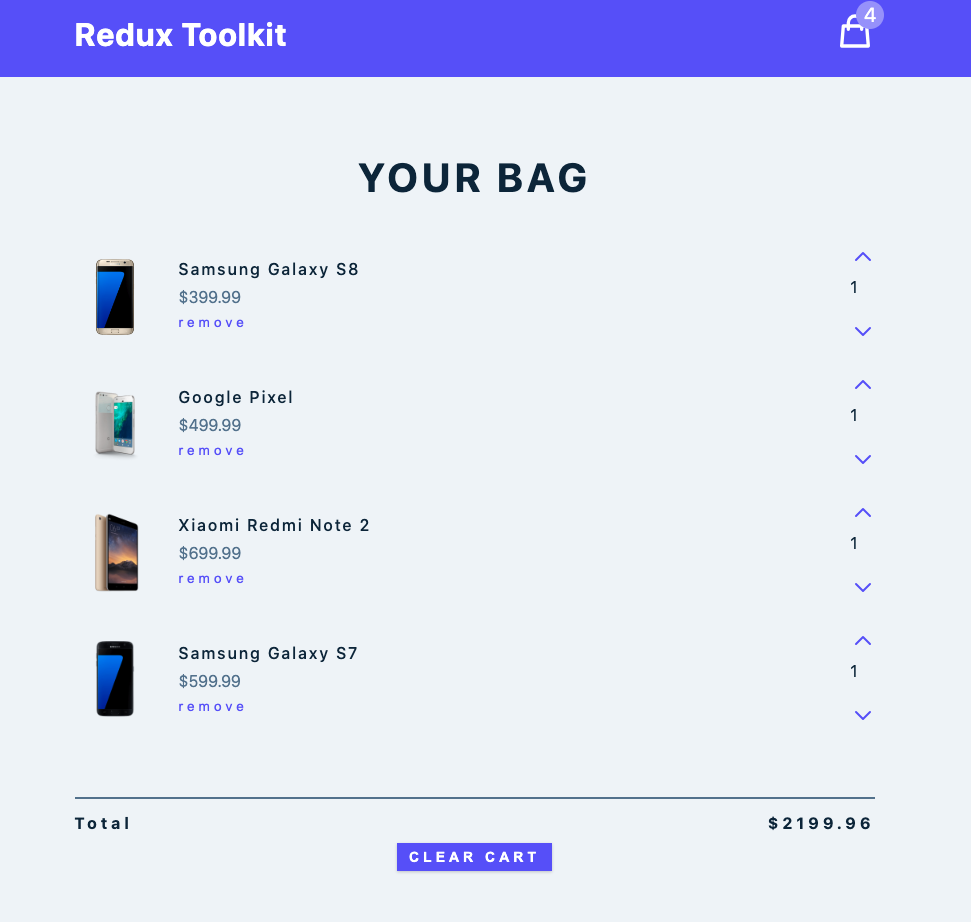 Redux Toolkit
4
YOUR BAG
Samsung Galaxy S8
$399.99
remove
1
Google Pixel
$499.99
remove
1
Xiaomi Redmi Note 2
$699.99
remove
1
Samsung Galaxy S7
$599.99
remove
1
Total $2199.96
CLEAR CART